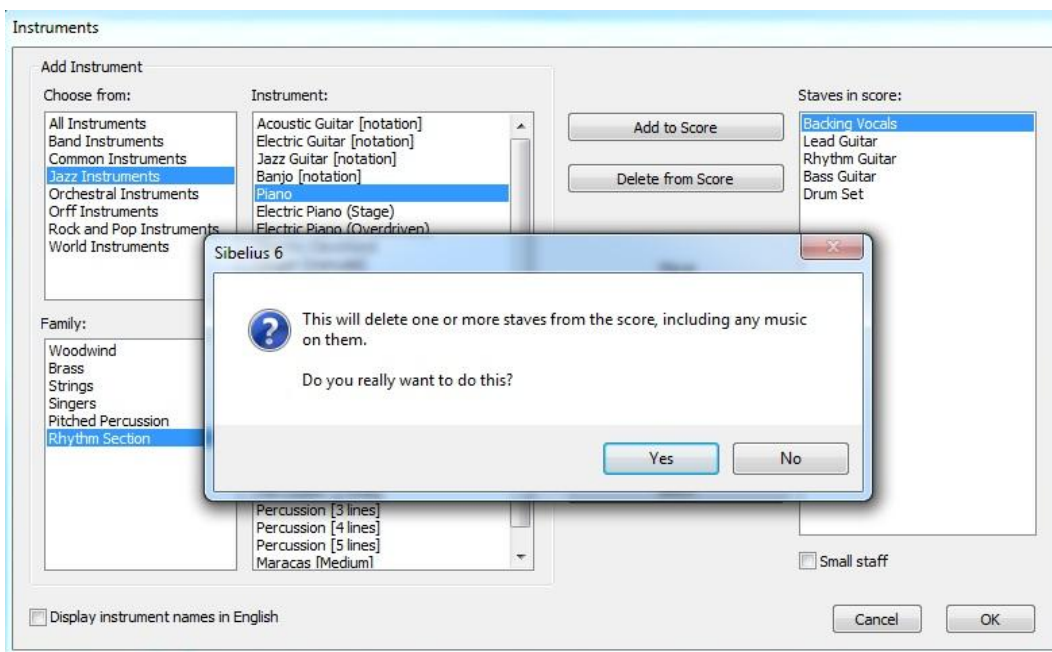 Instruments
Add Instrument
Choose from:
All Instruments
Band Instruments
Common Instruments
Jazz Instruments
Orchestral Instruments
Orff Instruments
Rock and Pop Instruments
World Instruments
Instrument:
Acoustic Guitar [notation]
Electric Guitar [notation]
Jazz Guitar [notation]
Banjo [notation]
Piano
Electric Piano (Stage)
Electric Piano (Overdriven)
Add to Score
Delete from Score
Staves in score:
Backing Vocals
Lead Guitar
Rhythm Guitar
Bass Guitar
Drum Set
Sibelius 6
This will delete one or more staves from the score, including any music
on them.
Do you really want to do this?
Yes
No
Family:
Woodwind
Brass
Strings
Singers
Pitched Percussion
Rhythm Section
Percussion [3 lines]
Percussion [4 lines]
Percussion [5 lines]
Maracas [Medium]
Small staff
Display instrument names in English
Cancel
OK